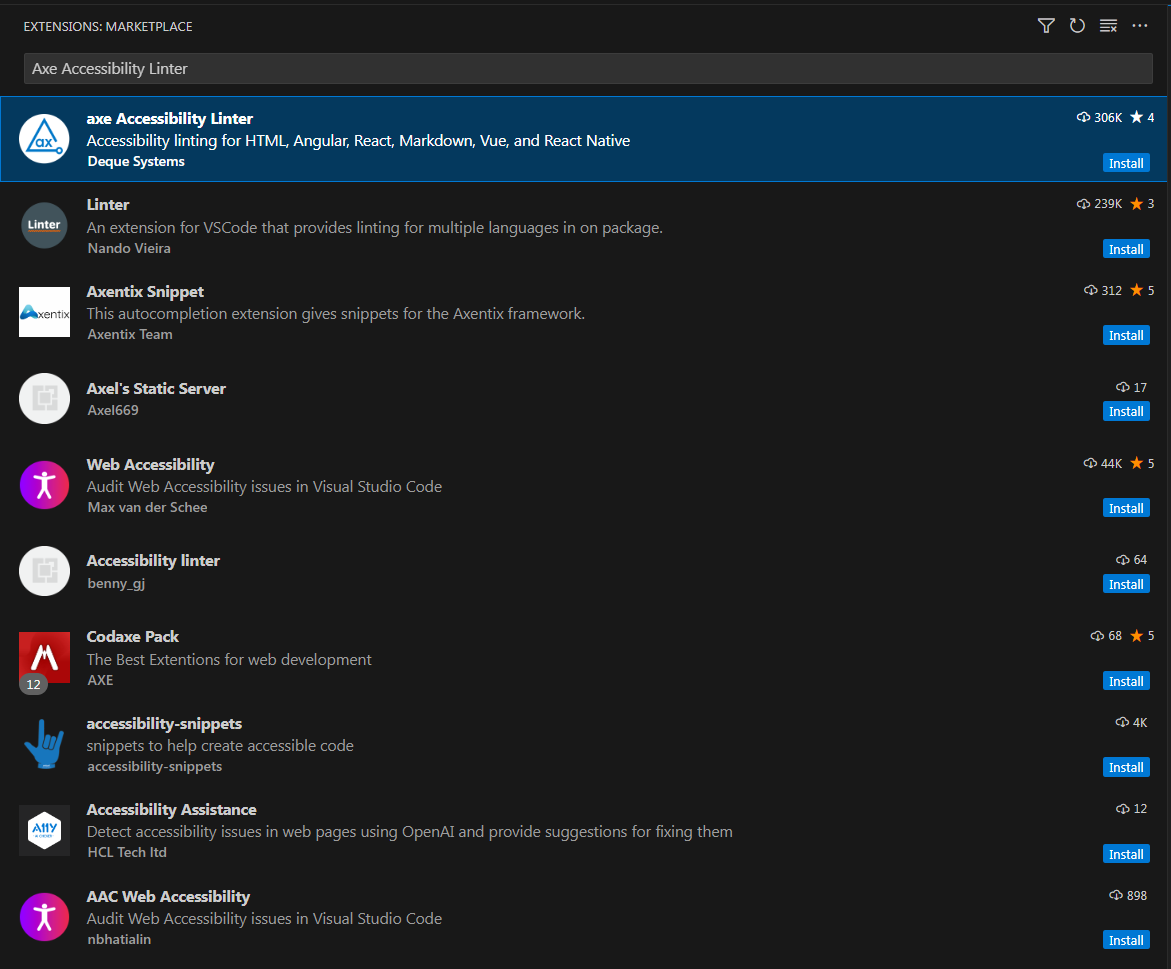 EXTENSIONS: MARKETPLACE
Axe Accessibility Linter
axe Accessibility Linter 306K 4
Accessibility linting for HTML, Angular, React, Markdown, Vue, and React Native
Deque Systems Install
ax
Linter 239K 3
Linter
An extension for VSCode that provides linting for multiple languages in on package.
Nando Vieira Install
Axentix Snippet 312 5
Axentix
This autocompletion extension gives snippets for the Axentix framework.
Axentix Team Install
Axel's Static Server 17
Axel669 Install
Web Accessibility 44K 5
Audit Web Accessibility issues in Visual Studio Code
Max van der Schee Install
Accessibility linter 64
benny_gj Install
Codaxe Pack 68 5
The Best Extentions for web development
AXE Install
12
accessibility-snippets 4K
snippets to help create accessible code
accessibility-snippets Install
Accessibility Assistance 12
A11Y
Detect accessibility issues in web pages using OpenAI and provide suggestions for fixing them
HCL Tech ltd Install
AAC Web Accessibility 898
Audit Web Accessibility issues in Visual Studio Code
nbhatialin Install